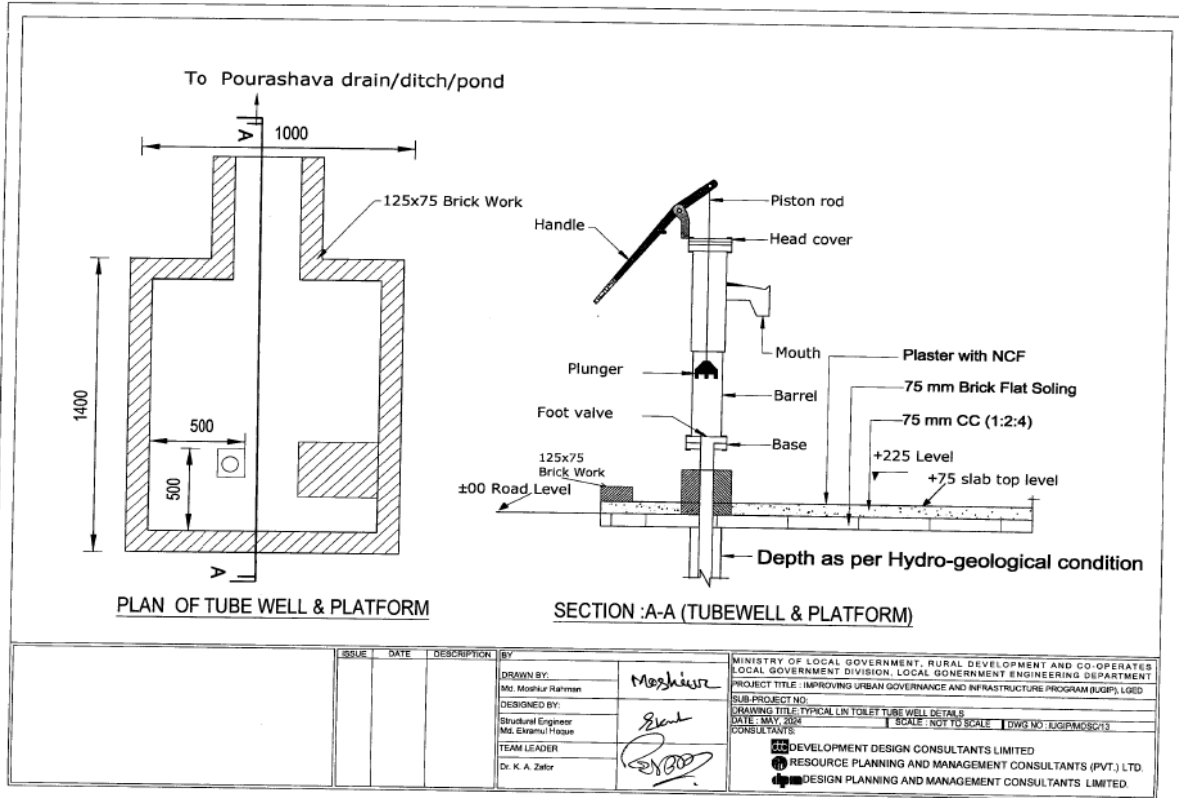 To Pourashava drain/ditch/pond
A
1000
125x75 Brick Work
1400
500
500
A
PLAN OF TUBE WELL & PLATFORM
Handle
Piston rod
Head cover
Mouth
Plunger
Barrel
Foot valve
Base
125x75
Brick Work
±00 Road Level
Plaster with NCF
75 mm Brick Flat Soling
75 mm CC (1:2:4)
+225 Level
+75 slab top level
Depth as per Hydro-geological condition
SECTION :A-A (TUBEWELL & PLATFORM)
ISSUE DATE DESCRIPTION BY
DRAWN BY:
Md. Moshiur Rahman
Moshiur
DESIGNED BY:
Structural Engineer
Md. Ekramul Hoque
TEAM LEADER
Dr. K. A. Zafor
MINISTRY OF LOCAL GOVERNMENT, RURAL DEVELOPMENT AND CO-OPERATES
LOCAL GOVERNMENT DIVISION, LOCAL GONERNMENT ENGINEERING DEPARTMENT
PROJECT TITLE : IMPROVING URBAN GOVERNANCE AND INFRASTRUCTURE PROGRAM (IUGIP), LGED
SUB-PROJECT NO:
DRAWING TITLE: TYPICAL LIN TOILET TUBE WELL DETAILS
DATE : MAY, 2024 SCALE : NOT TO SCALE DWG NO : IUGIP/MDSC/13
CONSULTANTS:
ddc DEVELOPMENT DESIGN CONSULTANTS LIMITED
RESOURCE PLANNING AND MANAGEMENT CONSULTANTS (PVT.) LTD.
dpm DESIGN PLANNING AND MANAGEMENT CONSULTANTS LIMITED.